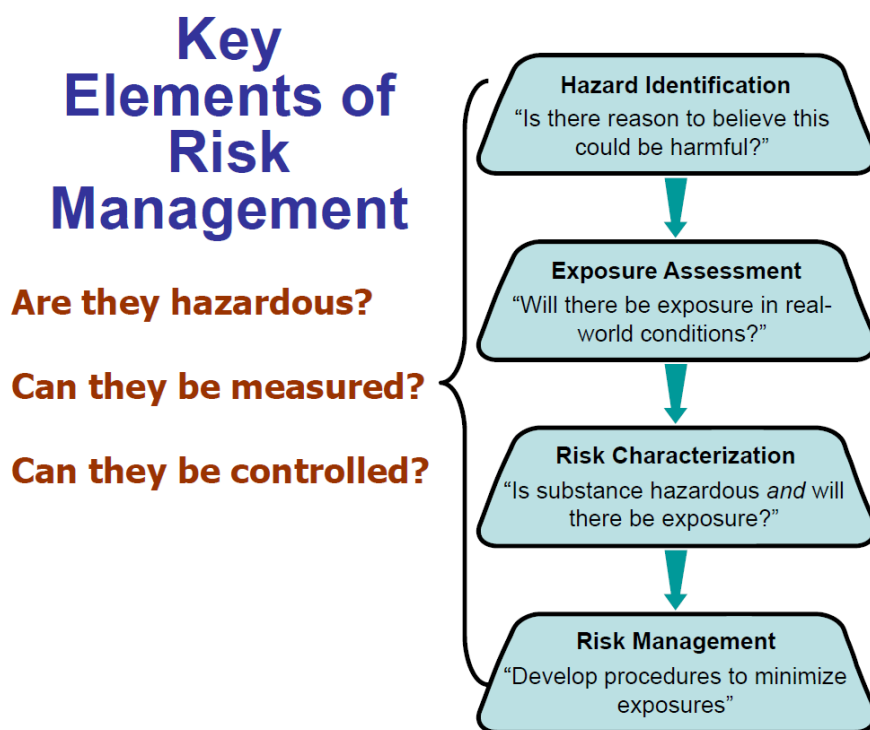 Key
Elements of
Risk
Management
Are they hazardous?
Can they be measured?
Can they be controlled?
Hazard Identification
“Is there reason to believe this
could be harmful?”
Exposure Assessment
“Will there be exposure in real-
world conditions?”
Risk Characterization
“Is substance hazardous and will
there be exposure?”
Risk Management
“Develop procedures to minimize
exposures”